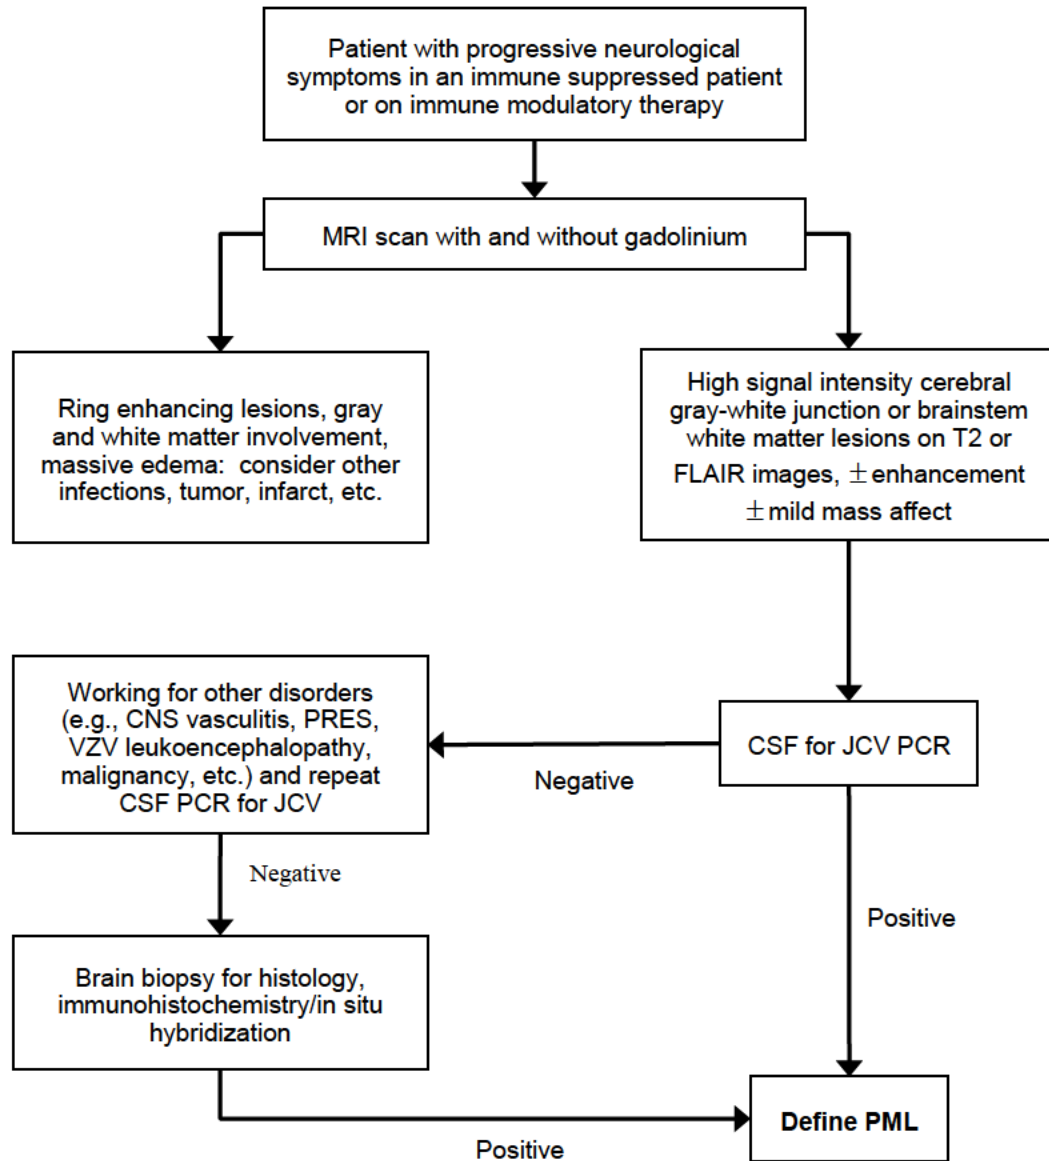 Patient with progressive neurological
symptoms in an immune suppressed patient
or on immune modulatory therapy
MRI scan with and without gadolinium
Ring enhancing lesions, gray
and white matter involvement,
massive edema: consider other
infections, tumor, infarct, etc.
High signal intensity cerebral
gray-white junction or brainstem
white matter lesions on T2 or
FLAIR images, ±enhancement
±mild mass affect
Working for other disorders
(e.g., CNS vasculitis, PRES,
VZV leukoencephalopathy,
malignancy, etc.) and repeat
CSF PCR for JCV
Negative
CSF for JCV PCR
Negative
Positive
Brain biopsy for histology,
immunohistochemistry/in situ
hybridization
Positive
Define PML